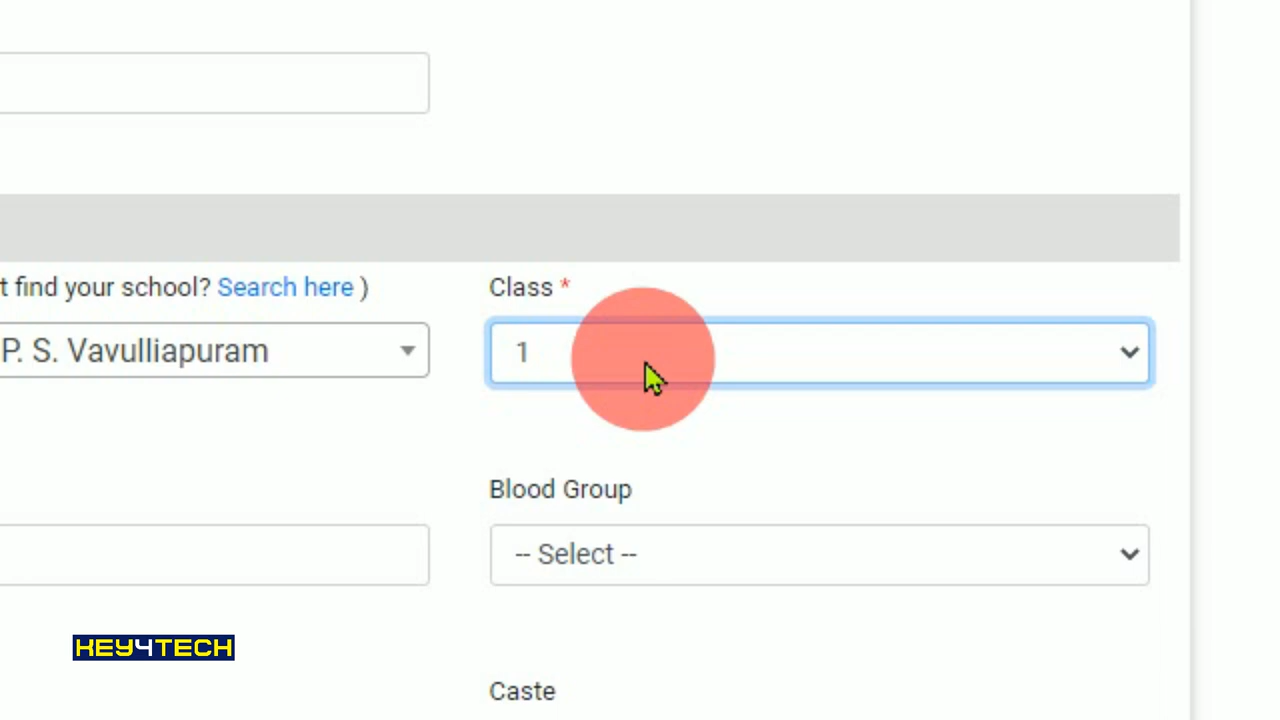 t find your school? Search here )
Class *
P. S. Vavulliapuram
1
Blood Group
-- Select --
KEY4TECH
Caste